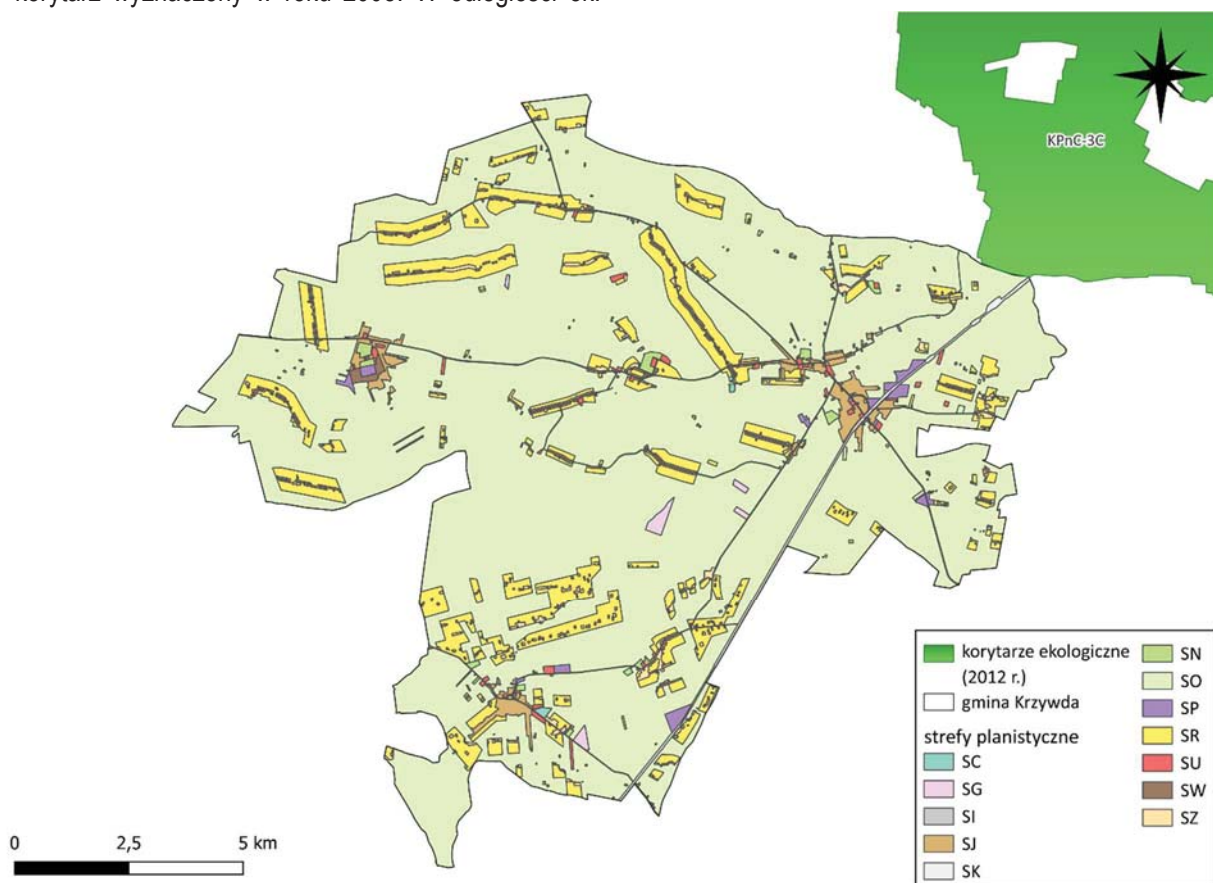 KPnC-3C
korytarze ekologiczne
(2012 r.)
gmina Krzywda
strefy planistyczne
SC
SG
SI
SJ
SK
SN
SO
SP
SR
SU
SW
SZ
0 2,5 5 km